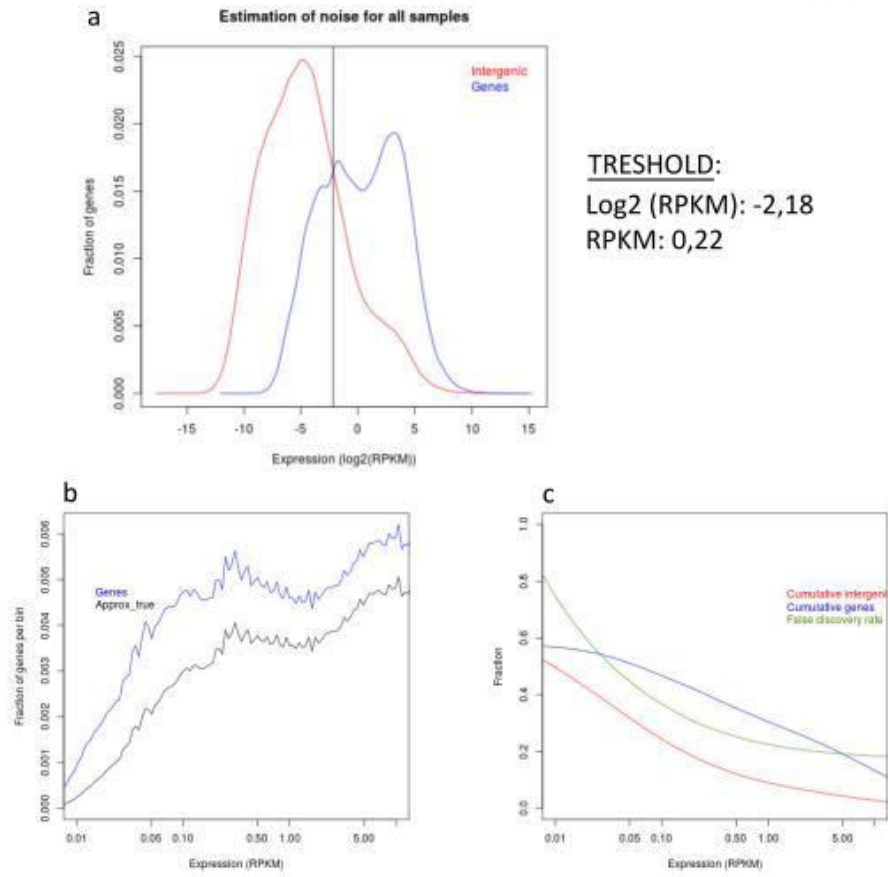 a
Estimation of noise for all samples
Intergenic
Genes
0.025
0.020
0.015
0.010
0.005
0.000
Fraction of genes
-15 -10 -5 0 5 10 15
Expression (log2(RPKM))
TRESHOLD:
Log2 (RPKM): -2,18
RPKM: 0,22
b
Genes
Approx_true
0.006
0.005
0.004
0.003
0.002
0.001
0.000
Fraction of genes per bin
0.01 0.05 0.10 0.50 1.00 5.00
Expression (RPKM)
c
Cumulative intergeni
Cumulative genes
False discovery rate
1.0
0.8
0.6
0.4
0.2
0.0
Fraction
0.01 0.05 0.10 0.50 1.00 5.00
Expression (RPKM)